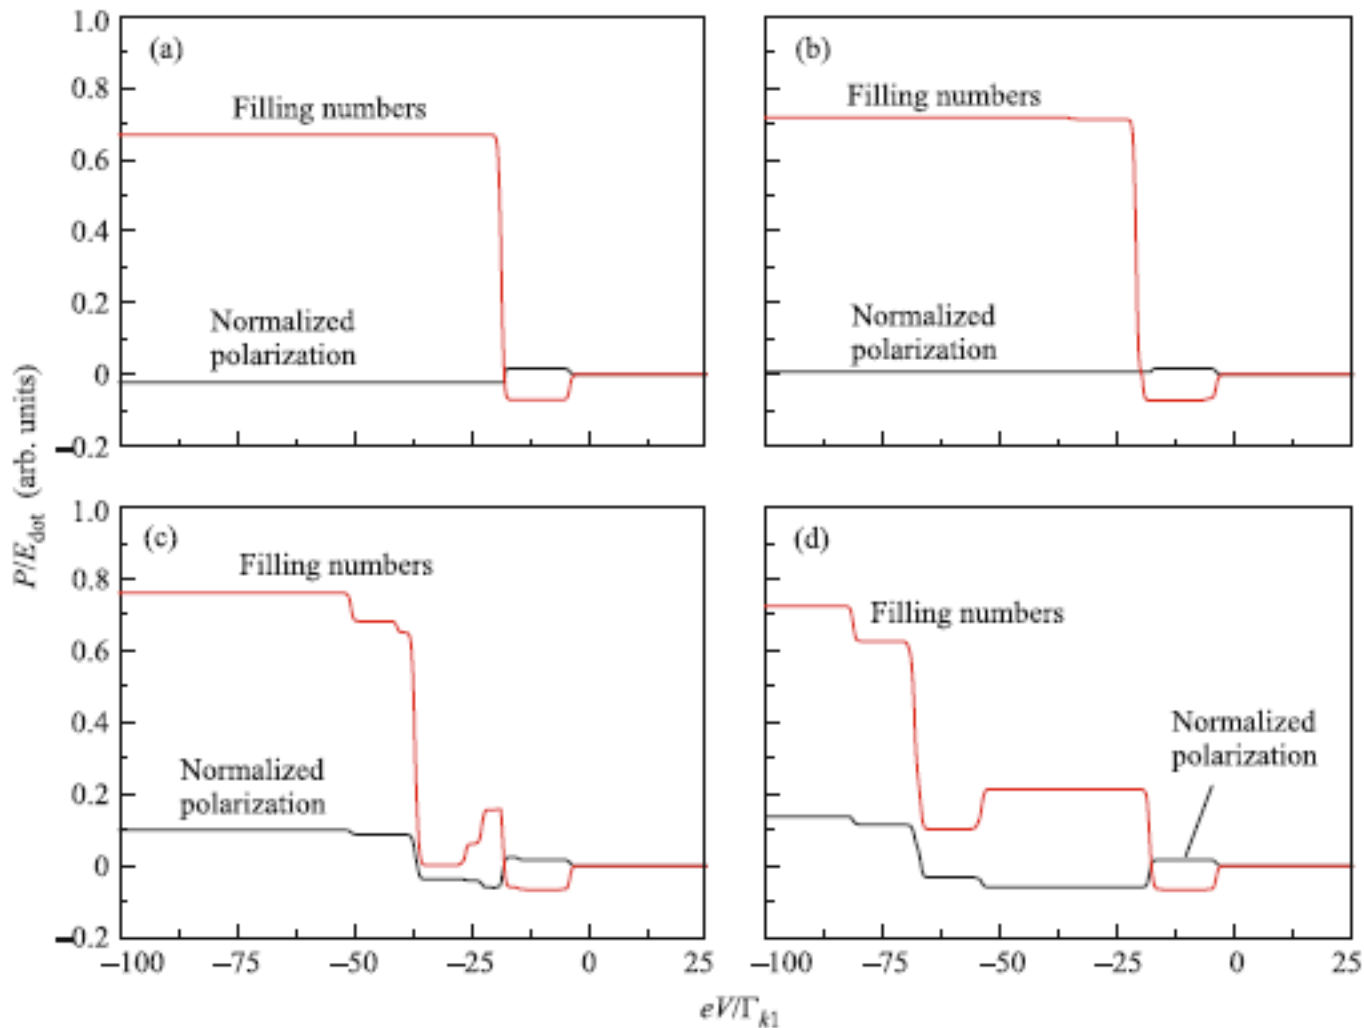 1.0
(a)
(b)
0.8
Filling numbers
Filling numbers
0.6
0.4
0.2
Normalized
polarization
Normalized
polarization
0
–0.2
P/E_dot (arb. units)
1.0
(c)
(d)
Filling numbers
0.8
Filling numbers
0.6
0.4
Normalized
polarization
Normalized
polarization
0.2
0
–0.2
–100 –75 –50 –25 0 25
–100 –75 –50 –25 0 25
eV/Γ_k1